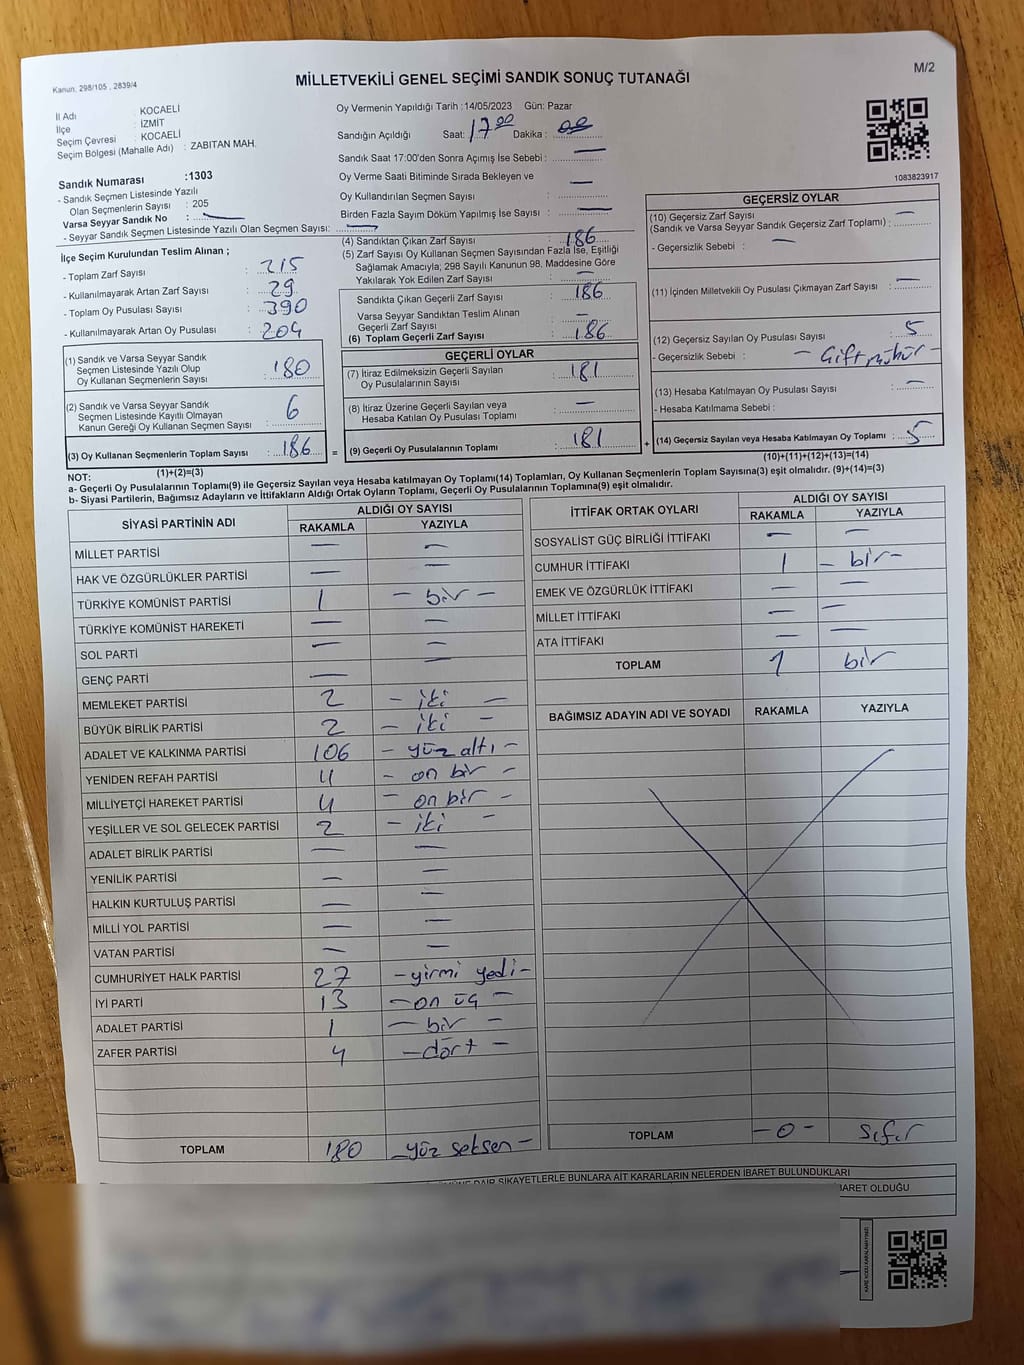 M/2
Kanun, 298/105 , 2839/4
MİLLETVEKİLİ GENEL SEÇİMİ SANDIK SONUÇ TUTANAĞI
İl Adı : KOCAELİ
İlçe : İZMİT
Seçim Çevresi : KOCAELİ
Seçim Bölgesi (Mahalle Adı) : ZABITAN MAH.
Sandık Numarası :1303
- Sandık Seçmen Listesinde Yazılı
Olan Seçmenlerin Sayısı : 205
Varsa Seyyar Sandık No : —
- Seyyar Sandık Seçmen Listesinde Yazılı Olan Seçmen Sayısı: —
Oy Vermenin Yapıldığı Tarih :14/05/2023 Gün: Pazar
Sandığın Açıldığı Saat: 17 00 Dakika : 00
Sandık Saat 17:00'den Sonra Açımış İse Sebebi : —
Oy Verme Saati Bitiminde Sırada Bekleyen ve
Oy Kullandırılan Seçmen Sayısı : —
Birden Fazla Sayım Döküm Yapılmış İse Sayısı : —
1083823917
İlçe Seçim Kurulundan Teslim Alınan ;
- Toplam Zarf Sayısı : 215
- Kullanılmayarak Artan Zarf Sayısı : 29
- Toplam Oy Pusulası Sayısı : 390
- Kullanılmayarak Artan Oy Pusulası : 204
(1) Sandık ve Varsa Seyyar Sandık
Seçmen Listesinde Yazılı Olup
Oy Kullanan Seçmenlerin Sayısı : 180
(2) Sandık ve Varsa Seyyar Sandık
Seçmen Listesinde Kayıtlı Olmayan
Kanun Gereği Oy Kullanan Seçmen Sayısı : 6
(3) Oy Kullanan Seçmenlerin Toplam Sayısı : 186
(1)+(2)=(3)
(4) Sandıktan Çıkan Zarf Sayısı : 186
(5) Zarf Sayısı Oy Kullanan Seçmen Sayısından Fazla İse, Eşitliği
Sağlamak Amacıyla; 298 Sayılı Kanunun 98. Maddesine Göre
Yakılarak Yok Edilen Zarf Sayısı : —
Sandıkta Çıkan Geçerli Zarf Sayısı : 186
Varsa Seyyar Sandıktan Teslim Alınan
Geçerli Zarf Sayısı : —
(6) Toplam Geçerli Zarf Sayısı : 186
GEÇERLİ OYLAR
(7) İtiraz Edilmeksizin Geçerli Sayılan
Oy Pusulalarının Sayısı : 181
(8) İtiraz Üzerine Geçerli Sayılan veya
Hesaba Katılan Oy Pusulası Toplamı : —
= (9) Geçerli Oy Pusulalarının Toplamı : 181
GEÇERSİZ OYLAR
(10) Geçersiz Zarf Sayısı
(Sandık ve Varsa Seyyar Sandık Geçersiz Zarf Toplamı) : —
- Geçersizlik Sebebi : —
(11) İçinden Milletvekili Oy Pusulası Çıkmayan Zarf Sayısı : —
(12) Geçersiz Sayılan Oy Pusulası Sayısı : 5
- Geçersizlik Sebebi : - Çift mühür -
(13) Hesaba Katılmayan Oy Pusulası Sayısı : —
- Hesaba Katılmama Sebebi :
+ (14) Geçersiz Sayılan veya Hesaba Katılmayan Oy Toplamı : 5
(10)+(11)+(12)+(13)=(14)
NOT:
a- Geçerli Oy Pusulalarının Toplamı(9) ile Geçersiz Sayılan veya Hesaba katılmayan Oy Toplamı(14) Toplamları, Oy Kullanan Seçmenlerin Toplam Sayısına(3) eşit olmalıdır. (9)+(14)=(3)
b- Siyasi Partilerin, Bağımsız Adayların ve İttifakların Aldığı Ortak Oyların Toplamı, Geçerli Oy Pusulalarının Toplamına(9) eşit olmalıdır.
SİYASİ PARTİNİN ADI ALDIĞI OY SAYISI
RAKAMLA YAZIYLA
MİLLET PARTİSİ — —
HAK VE ÖZGÜRLÜKLER PARTİSİ — —
TÜRKİYE KOMÜNİST PARTİSİ 1 - bir -
TÜRKİYE KOMÜNİST HAREKETİ — —
SOL PARTİ — —
GENÇ PARTİ — —
MEMLEKET PARTİSİ 2 - iki -
BÜYÜK BİRLİK PARTİSİ 2 - iki -
ADALET VE KALKINMA PARTİSİ 106 - yüz altı -
YENİDEN REFAH PARTİSİ 11 - on bir -
MİLLİYETÇİ HAREKET PARTİSİ 11 - on bir -
YEŞİLLER VE SOL GELECEK PARTİSİ 2 - iki -
ADALET BİRLİK PARTİSİ — —
YENİLİK PARTİSİ — —
HALKIN KURTULUŞ PARTİSİ — —
MİLLİ YOL PARTİSİ — —
VATAN PARTİSİ — —
CUMHURİYET HALK PARTİSİ 27 - yirmi yedi -
İYİ PARTİ 13 - on üç -
ADALET PARTİSİ 1 - bir -
ZAFER PARTİSİ 4 - dört -
TOPLAM 180 - yüz seksen -
İTTİFAK ORTAK OYLARI ALDIĞI OY SAYISI
RAKAMLA YAZIYLA
SOSYALİST GÜÇ BİRLİĞİ İTTİFAKI — —
CUMHUR İTTİFAKI 1 - bir -
EMEK VE ÖZGÜRLÜK İTTİFAKI — —
MİLLET İTTİFAKI — —
ATA İTTİFAKI — —
TOPLAM 1 bir
BAĞIMSIZ ADAYIN ADI VE SOYADI RAKAMLA YAZIYLA
TOPLAM - 0 - sıfır
DAİR ŞİKAYETLERLE BUNLARA AİT KARARLARIN NELERDEN İBARET BULUNDUKLARI
İBARET OLDUĞU